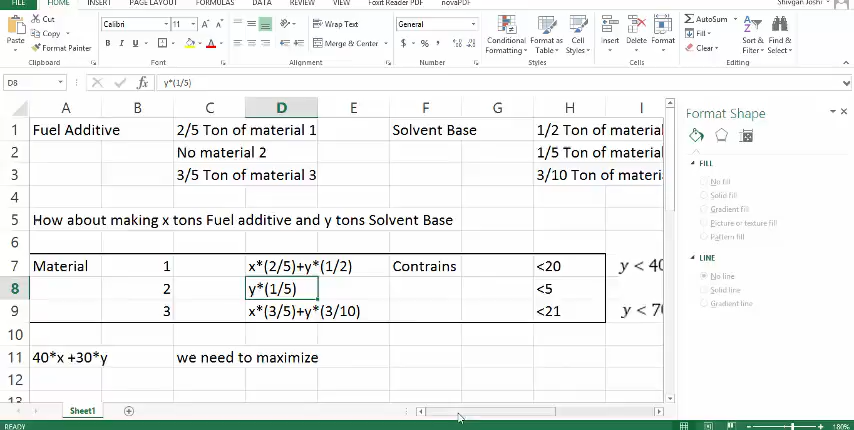 FILE HOME INSERT PAGE LAYOUT FORMULAS DATA REVIEW VIEW Foxit Reader PDF novaPDF Shivgan Joshi
Cut Calibri 11 Wrap Text General AutoSum
Copy Fill
Paste Format Painter Merge & Center Conditional Formatting Format as Table Cell Styles Insert Delete Format Clear Sort & Filter Find & Select
Clipboard Font Alignment Number Styles Cells Editing
D8 y*(1/5)
A B C D E F G H I
1 Fuel Additive 2/5 Ton of material 1 Solvent Base 1/2 Ton of material
2 No material 2 1/5 Ton of material
3 3/5 Ton of material 3 3/10 Ton of
4
5 How about making x tons Fuel additive and y tons Solvent Base
6
7 Material 1 x*(2/5)+y*(1/2) Contrains <20 y < 40
8 2 y*(1/5) <5
9 3 x*(3/5)+y*(3/10) <21 y < 70
10
11 40*x +30*y we need to maximize
12
13
Sheet1
READY 180%
Format Shape
FILL
No fill
Solid fill
Gradient fill
Picture or texture fill
Pattern fill
LINE
No line
Solid line
Gradient line